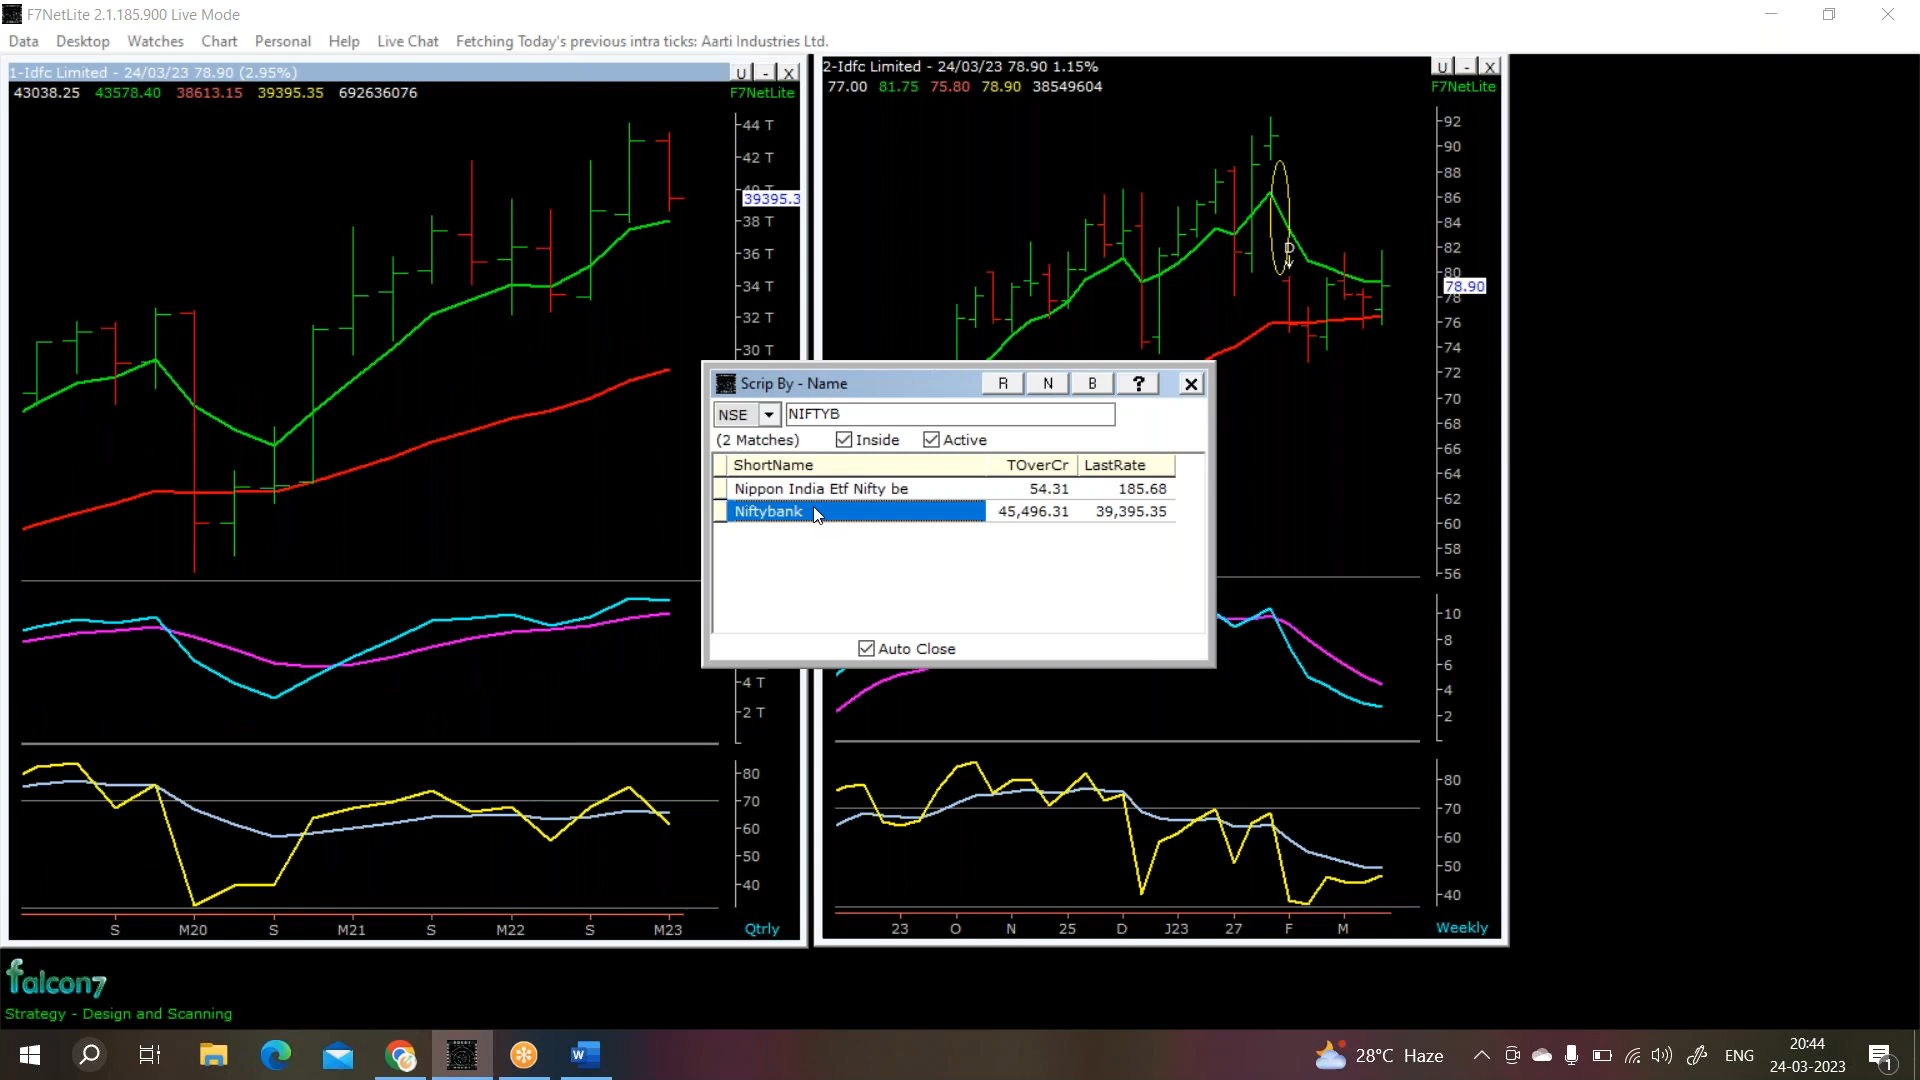 F7NetLite 2.1.185.900 Live Mode
Data Desktop Watches Chart Personal Help Live Chat Fetching Today's previous intra ticks: Aarti Industries Ltd.
1-Idfc Limited - 24/03/23 78.90 (2.95%)
U - X
43038.25 43578.40 38613.15 39395.35 692636076
F7NetLite
44 T
42 T
40 T
39395.3
38 T
36 T
34 T
32 T
30 T
4 T
2 T
80
70
60
50
40
S M20 S M21 S M22 S M23 Qtrly
2-Idfc Limited - 24/03/23 78.90 1.15%
U - X
77.00 81.75 75.80 78.90 38549604
F7NetLite
D
92
90
88
86
84
82
80
78.90
78
76
74
72
70
68
66
64
62
60
58
56
10
8
6
4
2
80
70
60
50
40
23 O N 25 D J23 27 F M Weekly
Scrip By - Name R N B ? X
NSE NIFTYB
(2 Matches) Inside Active
ShortName TOverCr LastRate
Nippon India Etf Nifty be 54.31 185.68
Niftybank 45,496.31 39,395.35
Auto Close
falcon7
Strategy - Design and Scanning
W
28°C Haze
ENG
20:44
24-03-2023
1